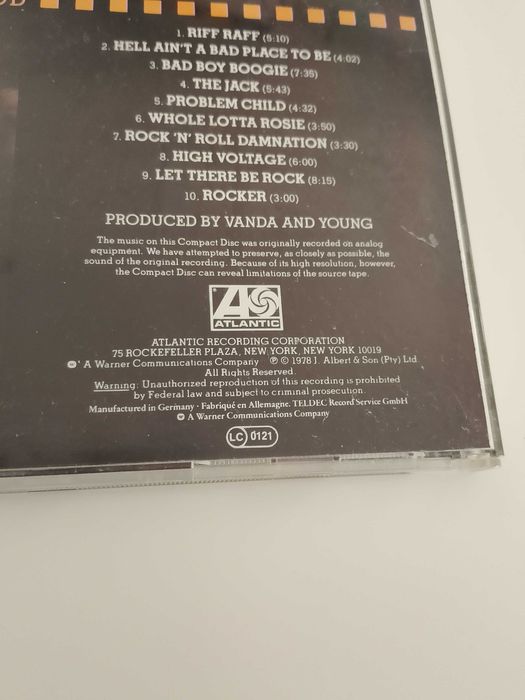 OD
1. RIFF RAFF (5:10)
2. HELL AIN'T A BAD PLACE TO BE (4:02)
3. BAD BOY BOOGIE (7:35)
4. THE JACK (5:43)
5. PROBLEM CHILD (4:32)
6. WHOLE LOTTA ROSIE (3:50)
7. ROCK 'N' ROLL DAMNATION (3:30)
8. HIGH VOLTAGE (6:00)
9. LET THERE BE ROCK (8:15)
10. ROCKER (3:00)
PRODUCED BY VANDA AND YOUNG
The music on this Compact Disc was originally recorded on analog
equipment. We have attempted to preserve, as closely as possible, the
sound of the original recording. Because of its high resolution, however,
the Compact Disc can reveal limitations of the source tape.
ATLANTIC
ATLANTIC RECORDING CORPORATION
75 ROCKEFELLER PLAZA, NEW YORK, NEW YORK 10019
A Warner Communications Company ℗ © 1978 J. Albert & Son (Pty) Ltd.
All Rights Reserved.
Warning: Unauthorized reproduction of this recording is prohibited
by Federal law and subject to criminal prosecution
Manufactured in Germany · Fabriqué en Allemagne. TELDEC Record Service GmbH
A Warner Communications Company
LC 0121